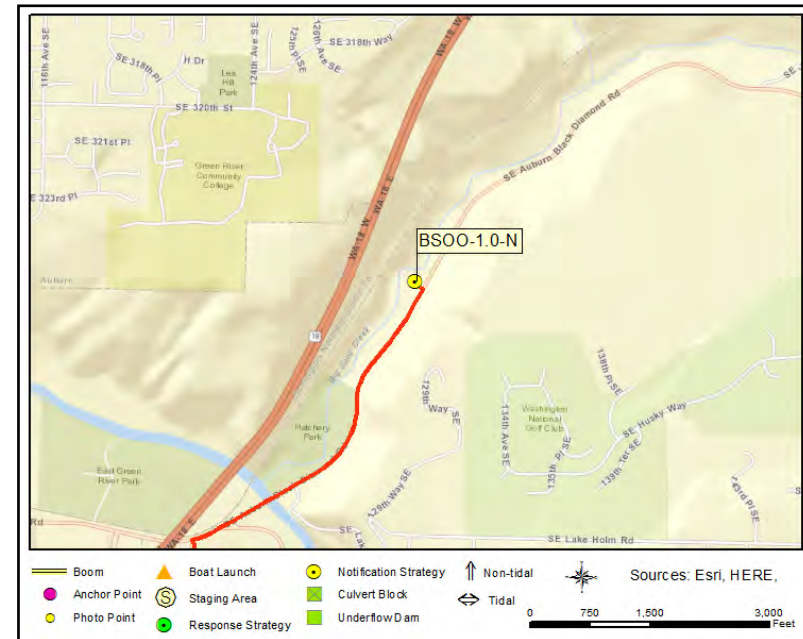 116th Ave SE
SE 318th Pl
H Dr
124th Ave SE
125th Pl SE
126th Ave SE
SE 318th Way
WA 18 W
Lea
Hill
Park
SE 320th St
SE 321st Pl
Green River
Community
College
SE 323rd Pl
WA 18 W
WA 18 E
SE Auburn Black Diamond Rd
BSOO-1.0-N
Auburn
18
Hatchery
Park
East Green
River Park
129th Way SE
129th Way SE
134th Ave SE
135th Pl SE
138th Pl SE
139th Ter SE
Washington
National
Golf Club
SE Husky Way
Rd
WA 18 E
SE Lake Holm Rd
Boom
Boat Launch
Notification Strategy
Non-tidal
Sources: Esri, HERE,
Anchor Point
S
Staging Area
Culvert Block
Tidal
Photo Point
Response Strategy
Underflow Dam
0 750 1,500 3,000
Feet